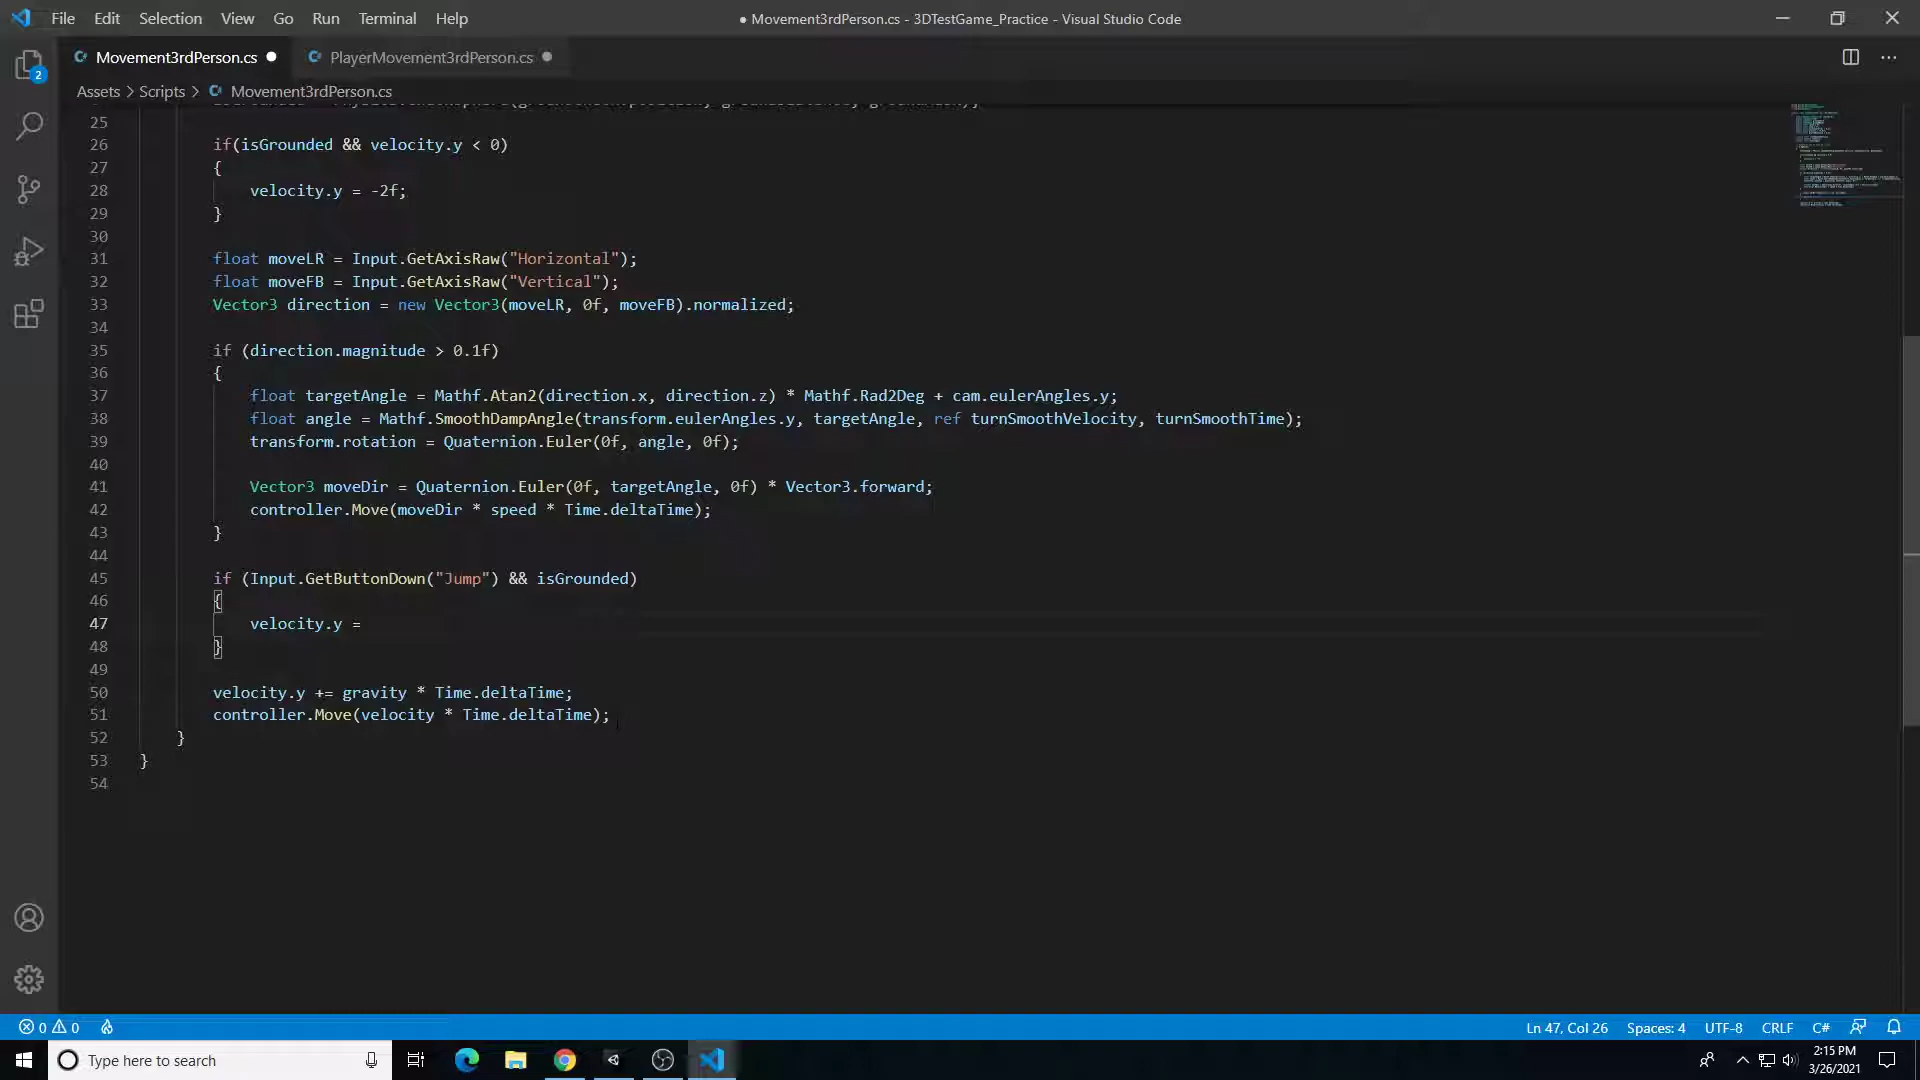 File Edit Selection View Go Run Terminal Help
● Movement3rdPerson.cs - 3DTestGame_Practice - Visual Studio Code
Movement3rdPerson.cs
PlayerMovement3rdPerson.cs
2
Assets > Scripts > Movement3rdPerson.cs
25
26 if(isGrounded && velocity.y < 0)
27 {
28 velocity.y = -2f;
29 }
30
31 float moveLR = Input.GetAxisRaw("Horizontal");
32 float moveFB = Input.GetAxisRaw("Vertical");
33 Vector3 direction = new Vector3(moveLR, 0f, moveFB).normalized;
34
35 if (direction.magnitude > 0.1f)
36 {
37 float targetAngle = Mathf.Atan2(direction.x, direction.z) * Mathf.Rad2Deg + cam.eulerAngles.y;
38 float angle = Mathf.SmoothDampAngle(transform.eulerAngles.y, targetAngle, ref turnSmoothVelocity, turnSmoothTime);
39 transform.rotation = Quaternion.Euler(0f, angle, 0f);
40
41 Vector3 moveDir = Quaternion.Euler(0f, targetAngle, 0f) * Vector3.forward;
42 controller.Move(moveDir * speed * Time.deltaTime);
43 }
44
45 if (Input.GetButtonDown("Jump") && isGrounded)
46 {
47 velocity.y =
48 }
49
50 velocity.y += gravity * Time.deltaTime;
51 controller.Move(velocity * Time.deltaTime);
52 }
53 }
54
0 0
Ln 47, Col 26 Spaces: 4 UTF-8 CRLF C#
Type here to search
2:15 PM
3/26/2021